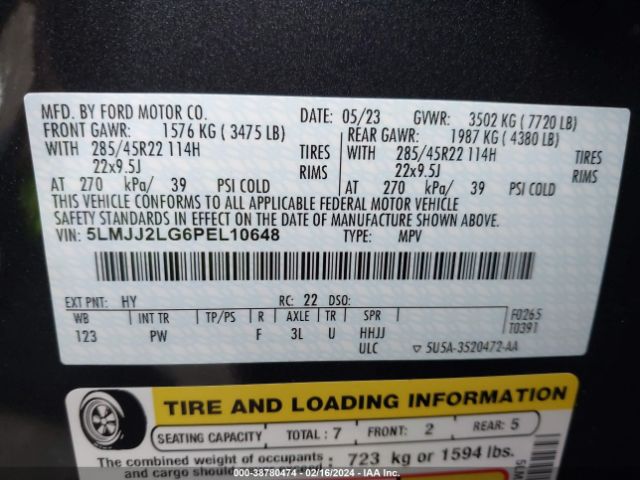 MFD. BY FORD MOTOR CO. DATE: 05/23 GVWR: 3502 KG ( 7720 LB)
FRONT GAWR: 1576 KG ( 3475 LB) REAR GAWR: 1987 KG ( 4380 LB)
WITH 285/45R22 114H TIRES WITH 285/45R22 114H TIRES
22x9.5J RIMS 22x9.5J RIMS
AT 270 kPa/ 39 PSI COLD AT 270 kPa/ 39 PSI COLD
THIS VEHICLE CONFORMS TO ALL APPLICABLE FEDERAL MOTOR VEHICLE
SAFETY STANDARDS IN EFFECT ON THE DATE OF MANUFACTURE SHOWN ABOVE.
VIN: 5LMJJ2LG6PEL10648 TYPE: MPV
EXT PNT: HY RC: 22 DSO:
WB INT TR TP/PS R AXLE TR SPR F0265
123 PW F 3L U HHJJ T0391
ULC ▽ 5U5A-3520472-AA
TIRE AND LOADING INFORMATION
SEATING CAPACITY TOTAL : 7 FRONT: 2 REAR: 5
The combined weight of occupants 723 kg or 1594 lbs.
and cargo should
00-38780474 - 02/16/2024 - IAA Inc.